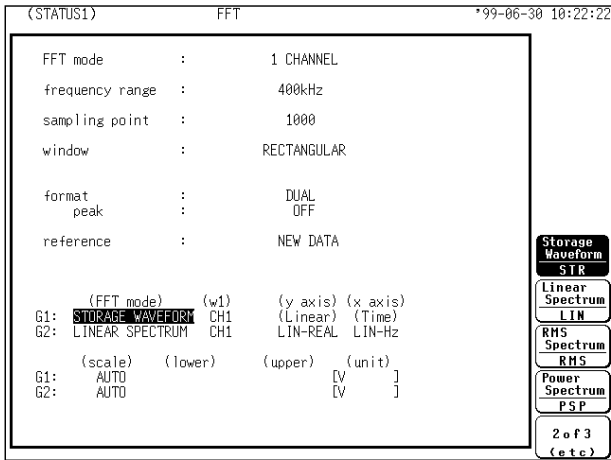 (STATUS1) FFT '99-06-30 10:22:22
FFT mode : 1 CHANNEL
frequency range : 400kHz
sampling point : 1000
window : RECTANGULAR
format : DUAL
peak : OFF
reference : NEW DATA
(FFT mode) (w1) (y axis) (x axis)
G1: STORAGE WAVEFORM CH1 (Linear) (Time)
G2: LINEAR SPECTRUM CH1 LIN-REAL LIN-Hz
(scale) (lower) (upper) (unit)
G1: AUTO [V ]
G2: AUTO [V ]
Storage
Waveform
STR
Linear
Spectrum
LIN
RMS
Spectrum
RMS
Power
Spectrum
PSP
2of3
(etc)